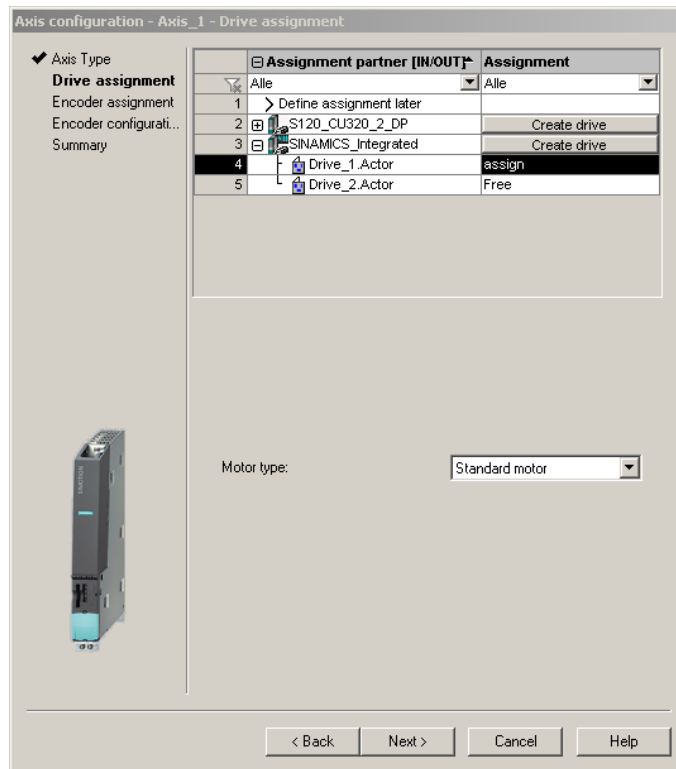 Axis configuration - Axis_1 - Drive assignment
Axis Type
Drive assignment
Encoder assignment
Encoder configurati...
Summary
Assignment partner [IN/OUT] Assignment
Alle Alle
1 Define assignment later
2 S120_CU320_2_DP Create drive
3 SINAMICS_Integrated Create drive
4 Drive_1.Actor assign
5 Drive_2.Actor Free
SIMOTION
Motor type: Standard motor
< Back Next > Cancel Help